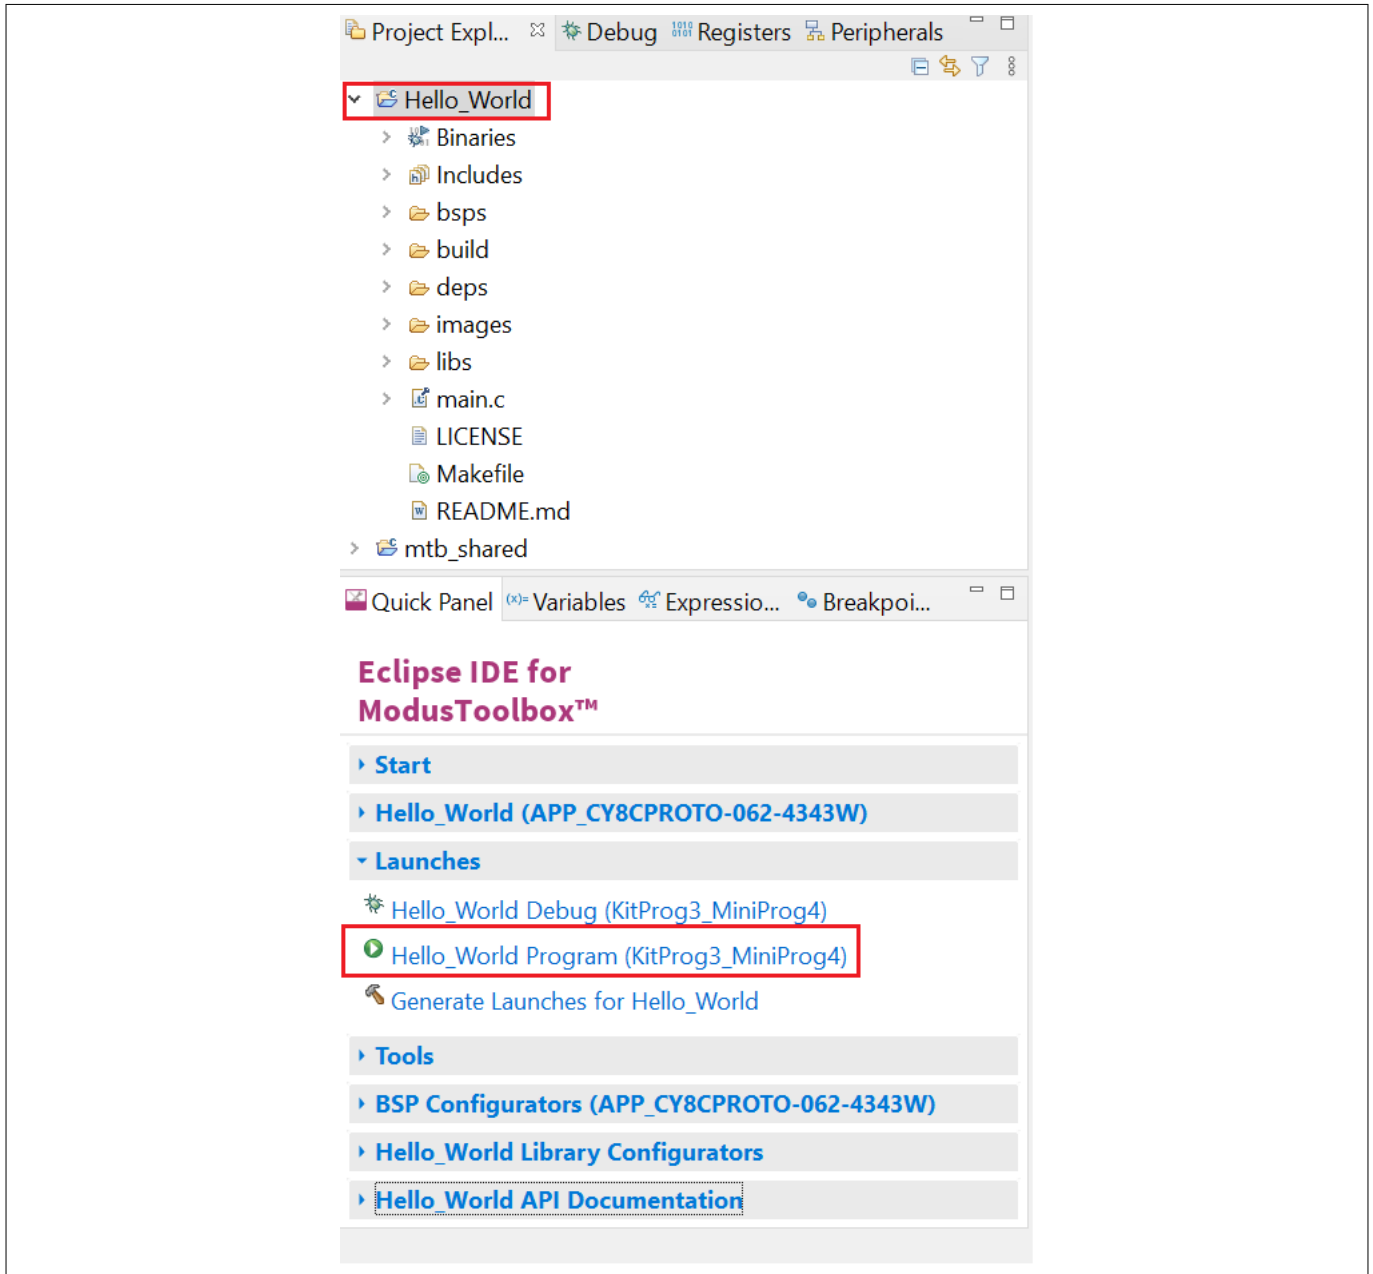 Project Expl... Debug Registers Peripherals
Hello_World
Binaries
Includes
bsps
build
deps
images
libs
main.c
LICENSE
Makefile
README.md
mtb_shared
Quick Panel (x)= Variables Expressio... Breakpoi...
Eclipse IDE for
ModusToolbox™
Start
Hello_World (APP_CY8CPROTO-062-4343W)
Launches
Hello_World Debug (KitProg3_MiniProg4)
Hello_World Program (KitProg3_MiniProg4)
Generate Launches for Hello_World
Tools
BSP Configurators (APP_CY8CPROTO-062-4343W)
Hello_World Library Configurators
Hello_World API Documentation